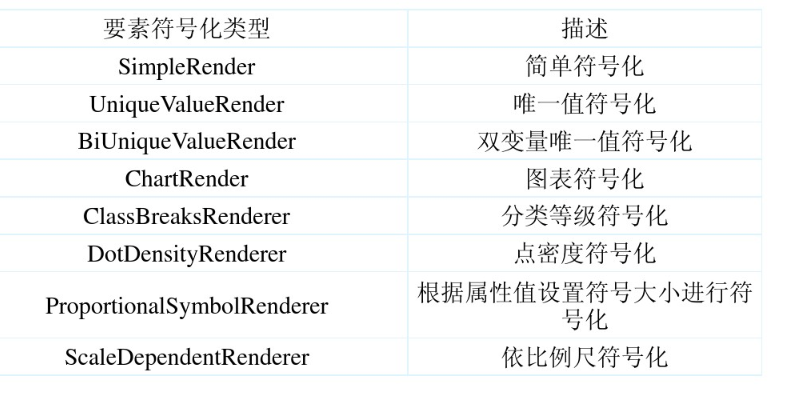 要素符号化类型 描述
SimpleRender 简单符号化
UniqueValueRender 唯一值符号化
BiUniqueValueRender 双变量唯一值符号化
ChartRender 图表符号化
ClassBreaksRenderer 分类等级符号化
DotDensityRenderer 点密度符号化
ProportionalSymbolRenderer 根据属性值设置符号大小进行符
号化
ScaleDependentRenderer 依比例尺符号化